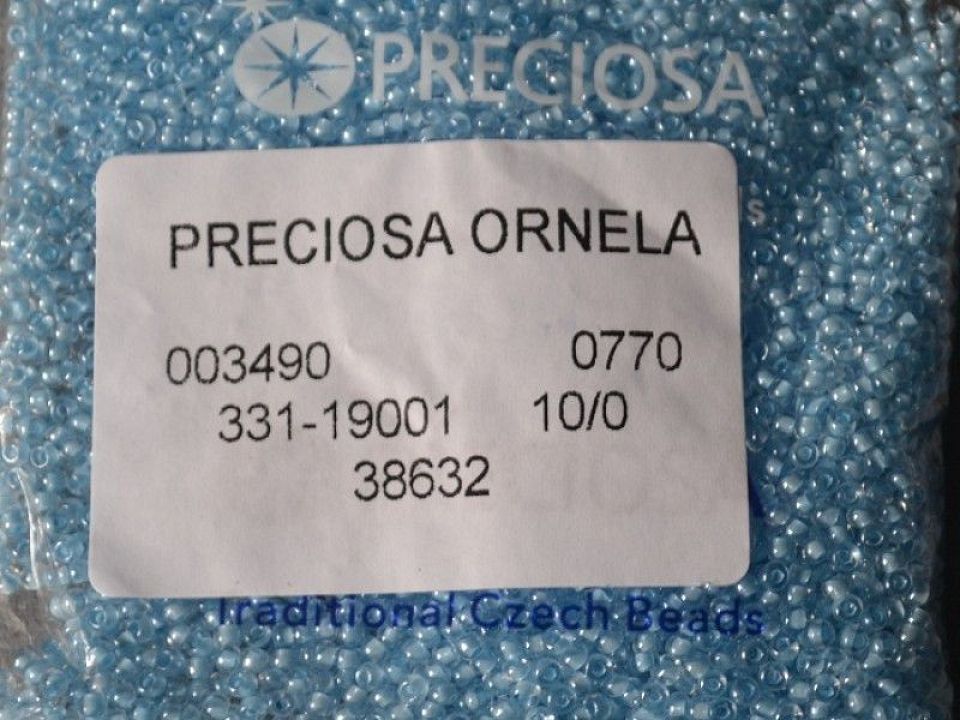 PRECIOSA
s
PRECIOSA ORNELA
003490 0770
331-19001 10/0
38632
Traditional Czech Beads